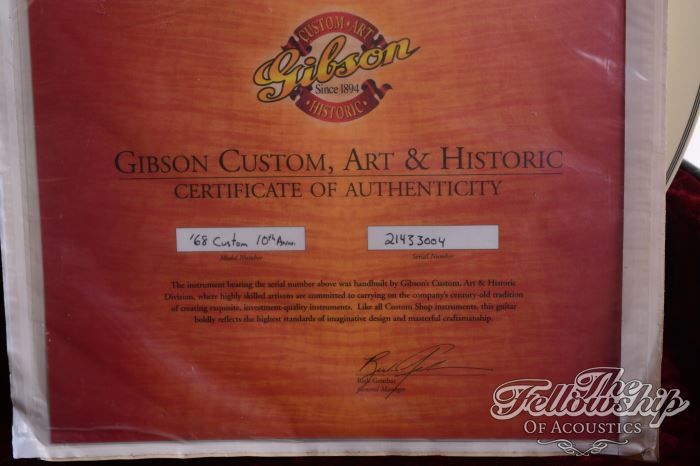 CUSTOM · ART
Gibson
Since 1894
HISTORIC
GIBSON CUSTOM, ART & HISTORIC
CERTIFICATE OF AUTHENTICITY
'68 Custom 10th Anni. 21433004
Model Number Serial Number
The instrument bearing the serial number above was handbuilt by Gibson's Custom, Art & Historic
Division, where highly skilled artisans are committed to carrying on the company's century-old tradition
of creating exquisite, investment-quality instruments. Like all Custom Shop instruments, this guitar
boldly reflects the highest standards of imaginative design and masterful craftsmanship.
Rick Gembar
General Manager
The
Fellowship
OF ACOUSTICS